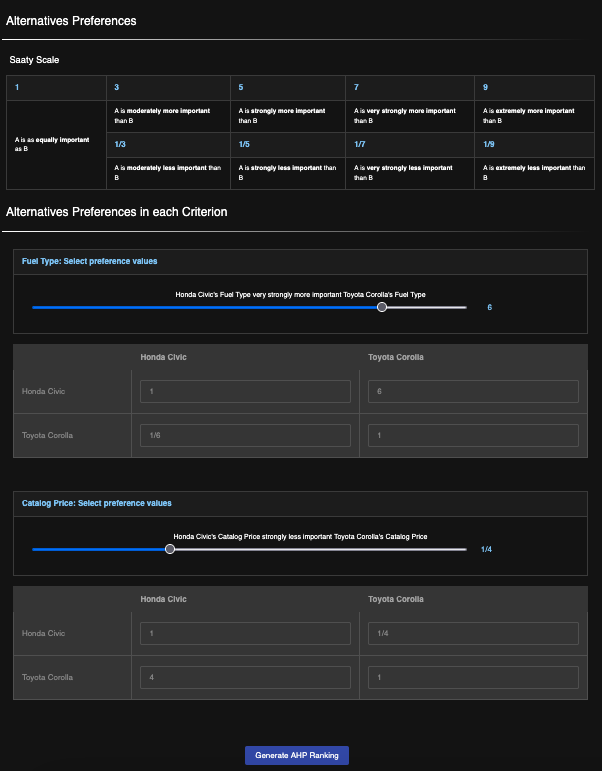 Alternatives Preferences
Saaty Scale
1 3 5 7 9
A is as equally important
as B
A is moderately more important
than B
A is strongly more important
than B
A is very strongly more important
than B
A is extremely more important
than B
1/3 1/5 1/7 1/9
A is moderately less important than
B
A is strongly less important than
B
A is very strongly less important
than B
A is extremely less important than
B
Alternatives Preferences in each Criterion
Fuel Type: Select preference values
Honda Civic's Fuel Type very strongly more important Toyota Corolla's Fuel Type
6
Honda Civic Toyota Corolla
Honda Civic 1 6
Toyota Corolla 1/6 1
Catalog Price: Select preference values
Honda Civic's Catalog Price strongly less important Toyota Corolla's Catalog Price
1/4
Honda Civic Toyota Corolla
Honda Civic 1 1/4
Toyota Corolla 4 1
Generate AHP Ranking